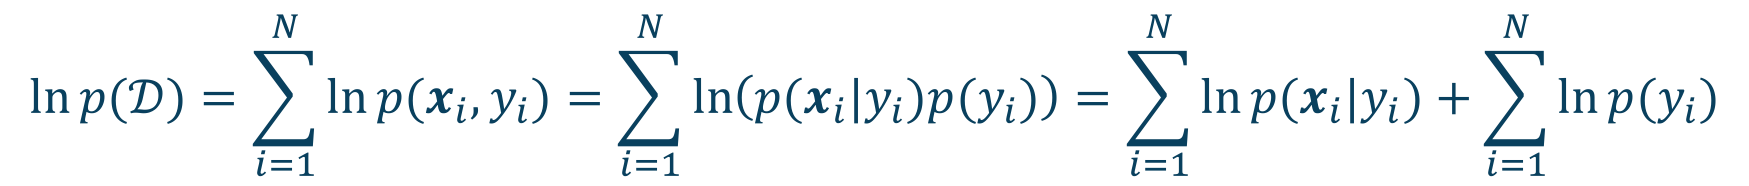 ln p(𝒟) = ∑_{i=1}^{N} ln p(𝒙_i, y_i) = ∑_{i=1}^{N} ln(p(𝒙_i|y_i)p(y_i)) = ∑_{i=1}^{N} ln p(𝒙_i|y_i) + ∑_{i=1}^{N} ln p(y_i)